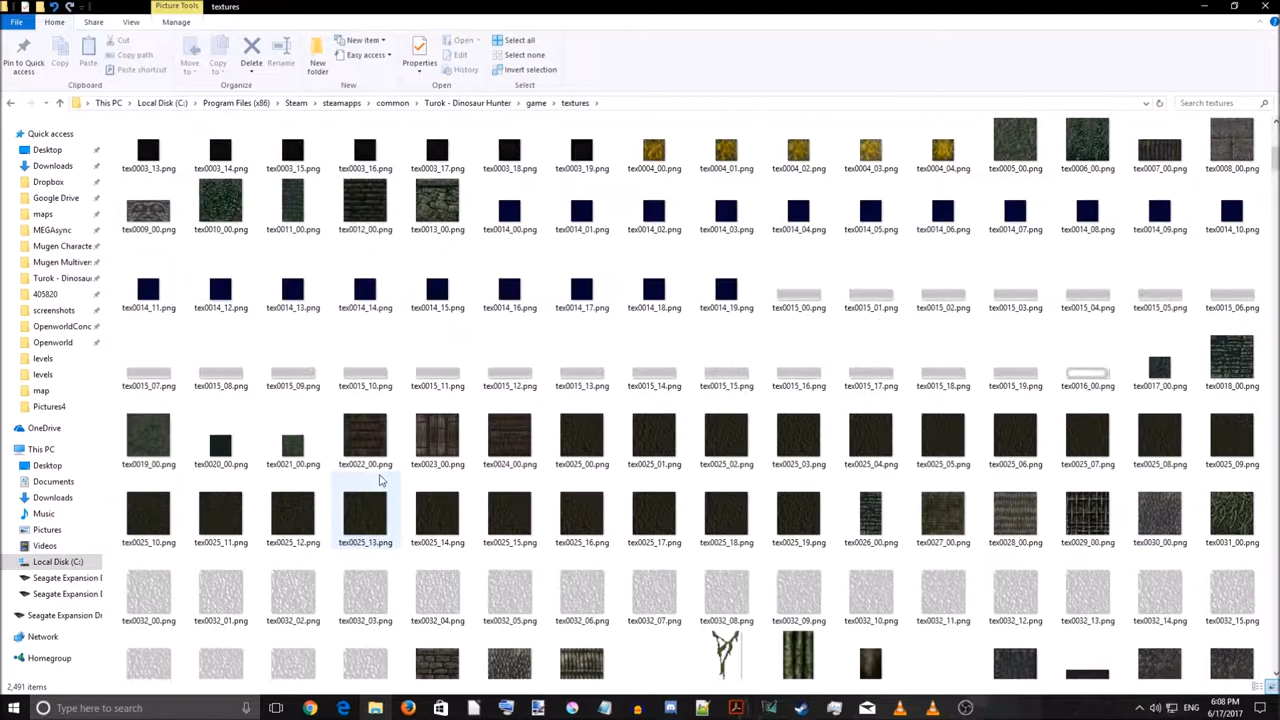 Picture Tools
textures
File
Home
Share
View
Manage
Pin to Quick access
Copy
Paste
Cut
Copy path
Paste shortcut
Clipboard
Move to
Copy to
Delete
Rename
Organize
New folder
New item
Easy access
New
Properties
Open
Edit
History
Open
Select all
Select none
Invert selection
Select
This PC
Local Disk (C:)
Program Files (x86)
Steam
steamapps
common
Turok - Dinosaur Hunter
game
textures
Search textures
Quick access
Desktop
Downloads
Dropbox
Google Drive
maps
MEGAsync
Mugen Characte
Mugen Multivers
Turok - Dinosau
405820
screenshots
OpenworldConc
Openworld
levels
levels
map
Pictures4
OneDrive
This PC
Desktop
Documents
Downloads
Music
Pictures
Videos
Local Disk (C:)
Seagate Expansion D
Seagate Expansion D
Seagate Expansion Dr
Network
Homegroup
tex0003_13.png tex0003_14.png tex0003_15.png tex0003_16.png tex0003_17.png tex0003_18.png tex0003_19.png tex0004_00.png tex0004_01.png tex0004_02.png tex0004_03.png tex0004_04.png tex0005_00.png tex0006_00.png tex0007_00.png tex0008_00.png
tex0009_00.png tex0010_00.png tex0011_00.png tex0012_00.png tex0013_00.png tex0014_00.png tex0014_01.png tex0014_02.png tex0014_03.png tex0014_04.png tex0014_05.png tex0014_06.png tex0014_07.png tex0014_08.png tex0014_09.png tex0014_10.png
tex0014_11.png tex0014_12.png tex0014_13.png tex0014_14.png tex0014_15.png tex0014_16.png tex0014_17.png tex0014_18.png tex0014_19.png tex0015_00.png tex0015_01.png tex0015_02.png tex0015_03.png tex0015_04.png tex0015_05.png tex0015_06.png
tex0015_07.png tex0015_08.png tex0015_09.png tex0015_10.png tex0015_11.png tex0015_12.png tex0015_13.png tex0015_14.png tex0015_15.png tex0015_16.png tex0015_17.png tex0015_18.png tex0015_19.png tex0016_00.png tex0017_00.png tex0018_00.png
tex0019_00.png tex0020_00.png tex0021_00.png tex0022_00.png tex0023_00.png tex0024_00.png tex0025_00.png tex0025_01.png tex0025_02.png tex0025_03.png tex0025_04.png tex0025_05.png tex0025_06.png tex0025_07.png tex0025_08.png tex0025_09.png
tex0025_10.png tex0025_11.png tex0025_12.png tex0025_13.png tex0025_14.png tex0025_15.png tex0025_16.png tex0025_17.png tex0025_18.png tex0025_19.png tex0026_00.png tex0027_00.png tex0028_00.png tex0029_00.png tex0030_00.png tex0031_00.png
tex0032_00.png tex0032_01.png tex0032_02.png tex0032_03.png tex0032_04.png tex0032_05.png tex0032_06.png tex0032_07.png tex0032_08.png tex0032_09.png tex0032_10.png tex0032_11.png tex0032_12.png tex0032_13.png tex0032_14.png tex0032_15.png
2,491 items
Type here to search
ENG
6:08 PM
6/17/2017